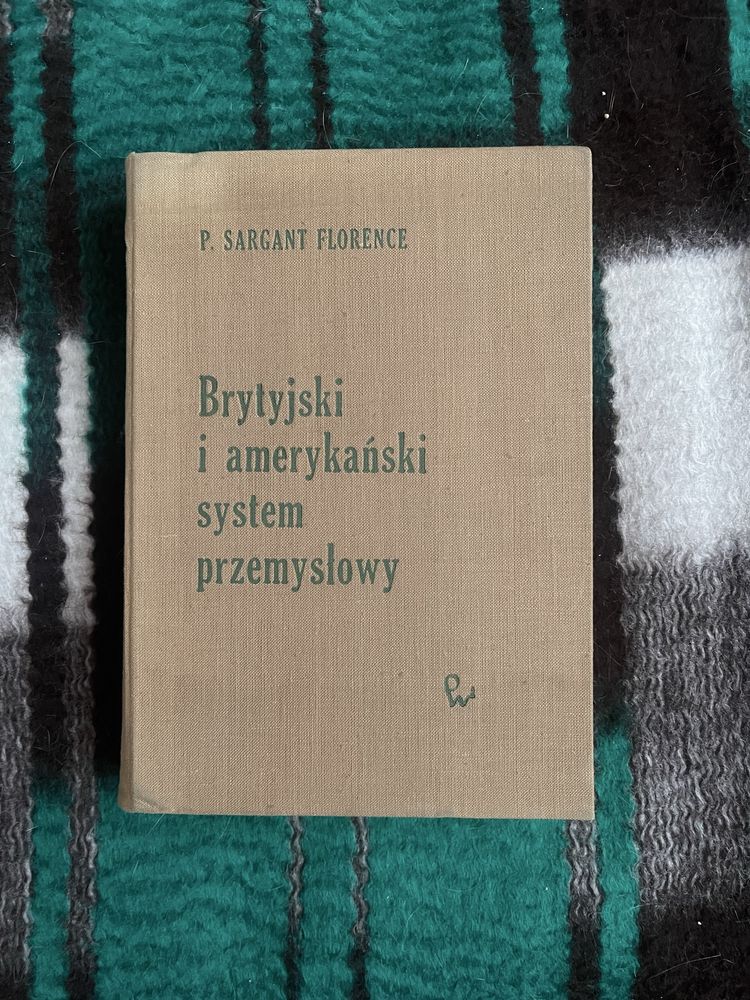 P. SARGANT FLORENCE
Brytyjski
i amerykański
system
przemysłowy